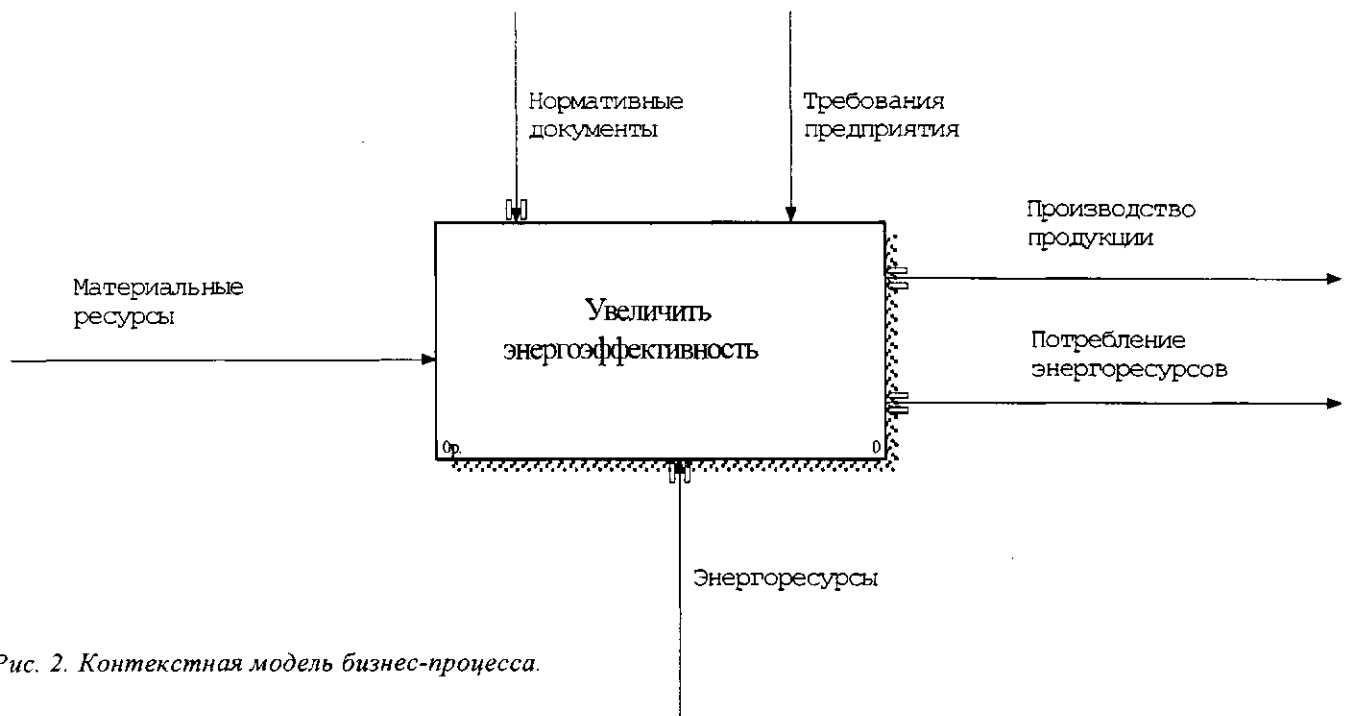 Нормативные
документы
Требования
предприятия
Производство
продукции
Материальные
ресурсы
Увеличить
энергоэффективность
Потребление
энергоресурсов
0р.
0
Энергоресурсы
Рис. 2. Контекстная модель бизнес-процесса.